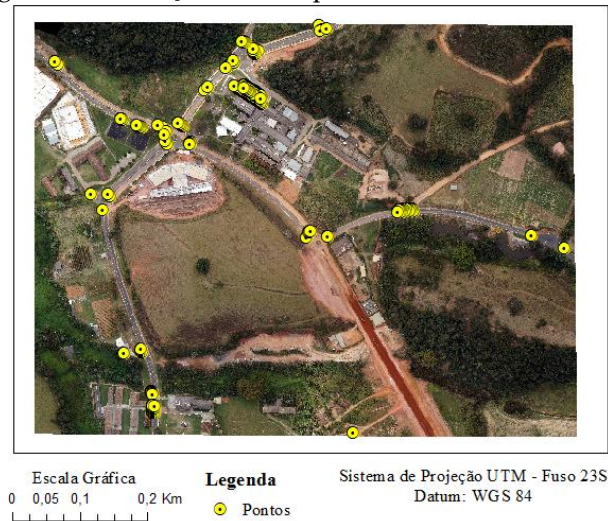 Escala Gráfica
0 0,05 0,1 0,2 Km
Legenda
Pontos
Sistema de Projeção UTM - Fuso 23S
Datum: WGS 84